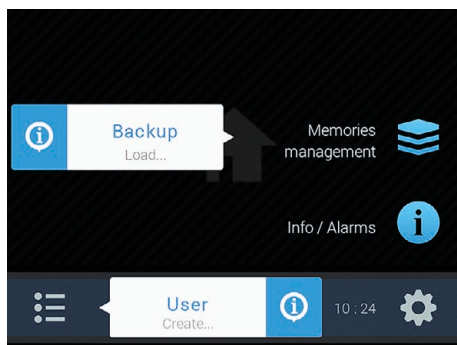 Backup
Load...
Memories
management
Info / Alarms
User
Create...
10 : 24